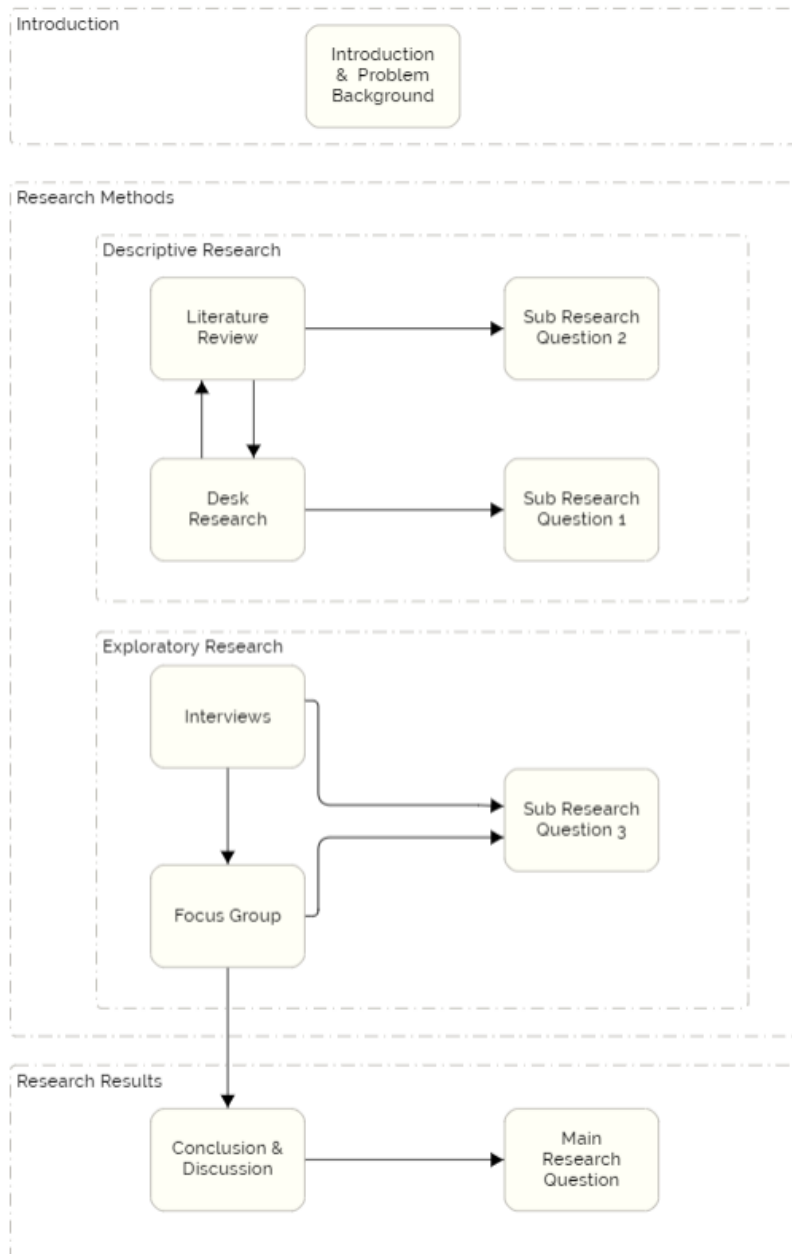 Introduction
Introduction
& Problem
Background
Research Methods
Descriptive Research
Literature
Review
Sub Research
Question 2
Desk
Research
Sub Research
Question 1
Exploratory Research
Interviews
Sub Research
Question 3
Focus Group
Research Results
Conclusion &
Discussion
Main
Research
Question